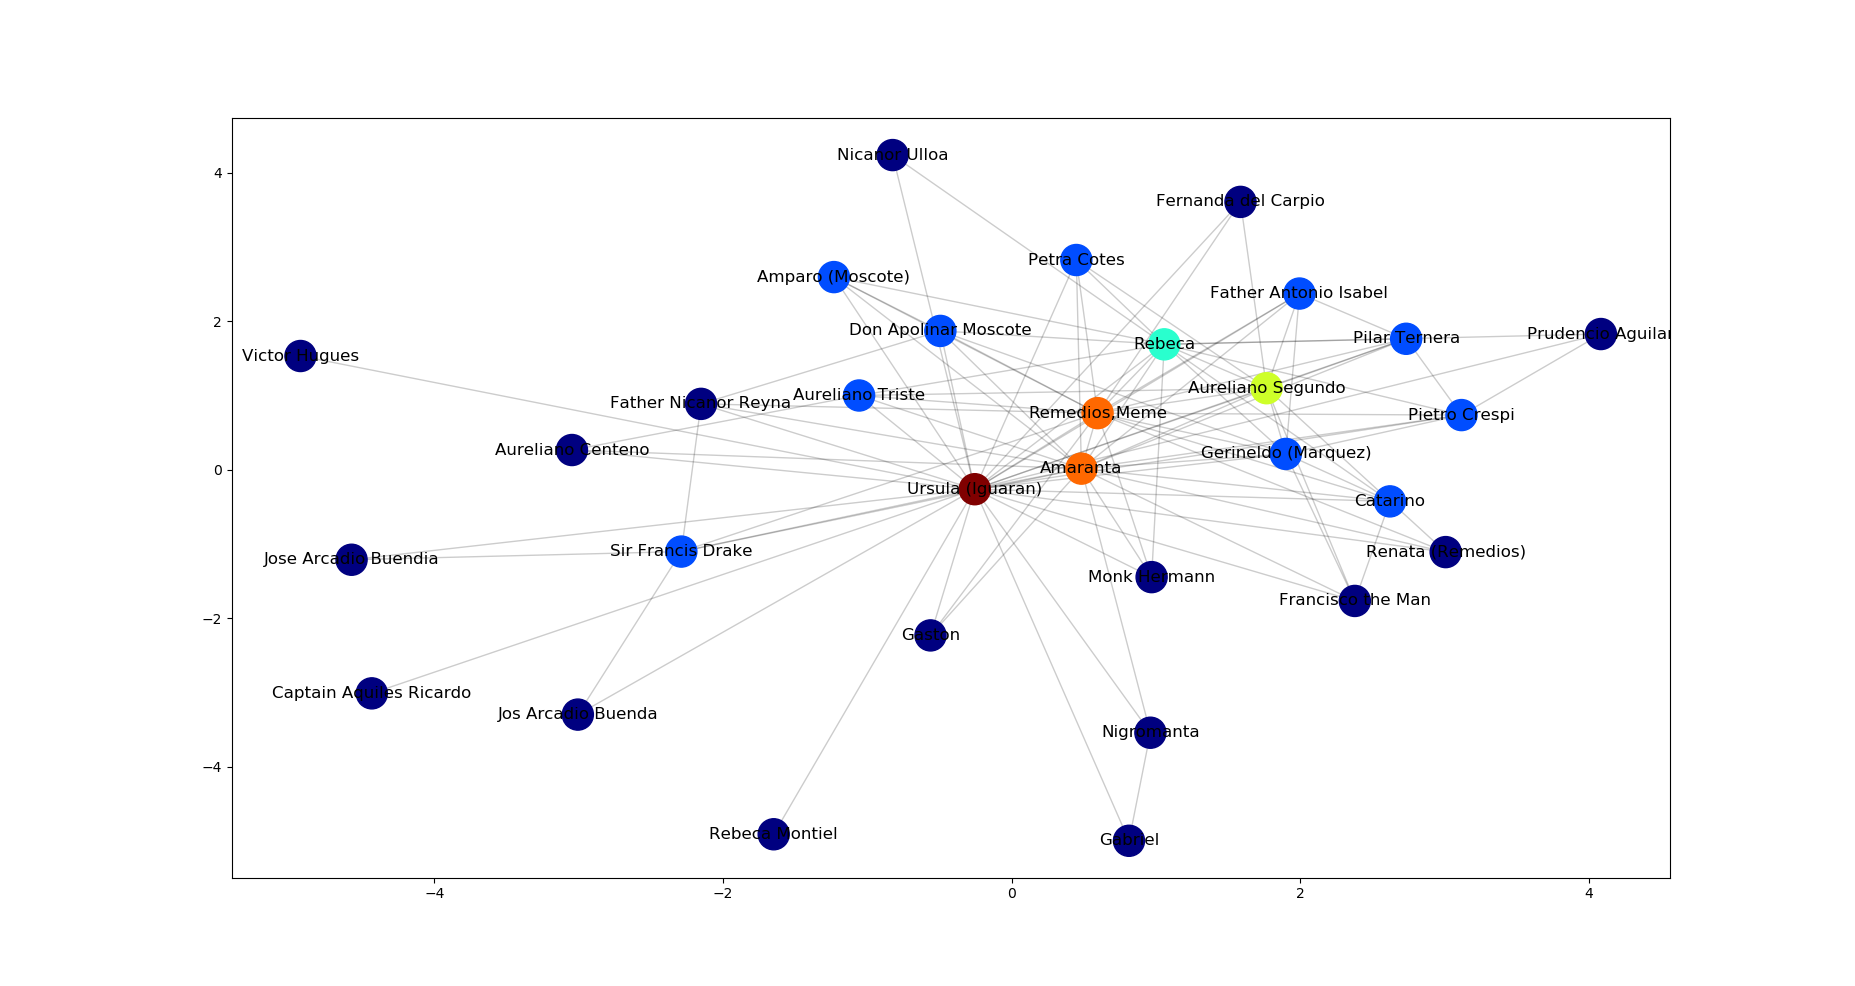 Nicanor Ulloa
4
Fernanda del Carpio
Petra Cotes
Amparo (Moscote)
Father Antonio Isabel
2
Don Apolinar Moscote
Prudencio Aguilar
Pilar Ternera
Rebeca
Victor Hugues
Aureliano Segundo
Aureliano Triste
Father Nicanor Reyna
Remedios,Meme
Pietro Crespi
Aureliano Centeno
Gerineldo (Marquez)
0
Amaranta
Ursula (Iguaran)
Catarino
Sir Francis Drake
Renata (Remedios)
Jose Arcadio Buendia
Monk Hermann
Francisco the Man
−2
Gaston
Captain Aquiles Ricardo
Jos Arcadio Buenda
Nigromanta
−4
Rebeca Montiel
Gabriel
−4 −2 0 2 4